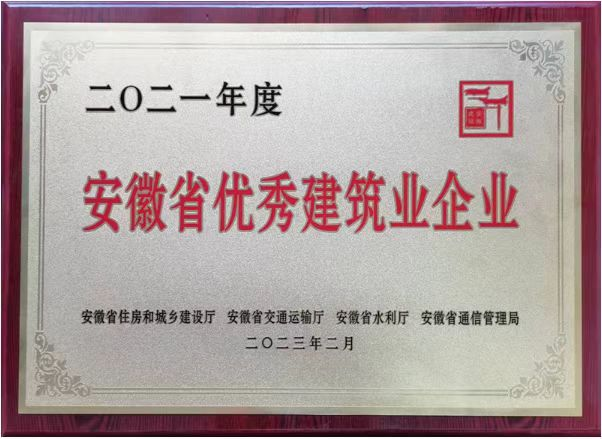 二〇二一年度
安徽省优秀建筑业企业
安徽省住房和城乡建设厅 安徽省交通运输厅 安徽省水利厅 安徽省通信管理局
二〇二三年二月